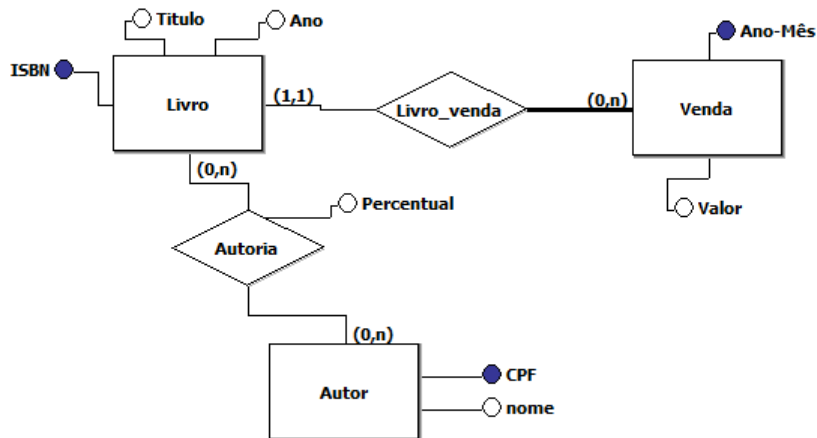 Titulo
Ano
Ano-Mês
ISBN
Livro
(1,1)
Livro_venda
(0,n)
Venda
(0,n)
Percentual
Valor
Autoria
(0,n)
Autor
CPF
nome